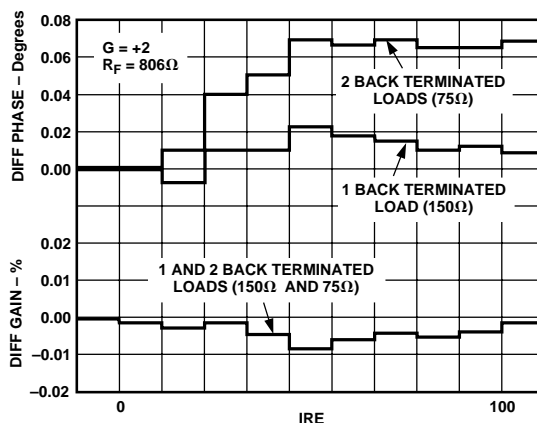 DIFF PHASE – Degrees
0.08
0.06
0.04
0.02
0.00
G = +2
RF = 806Ω
2 BACK TERMINATED
LOADS (75Ω)
1 BACK TERMINATED
LOAD (150Ω)
DIFF GAIN – %
0.02
0.02
0.00
–0.01
–0.02
1 AND 2 BACK TERMINATED
LOADS (150Ω AND 75Ω)
0
100
IRE